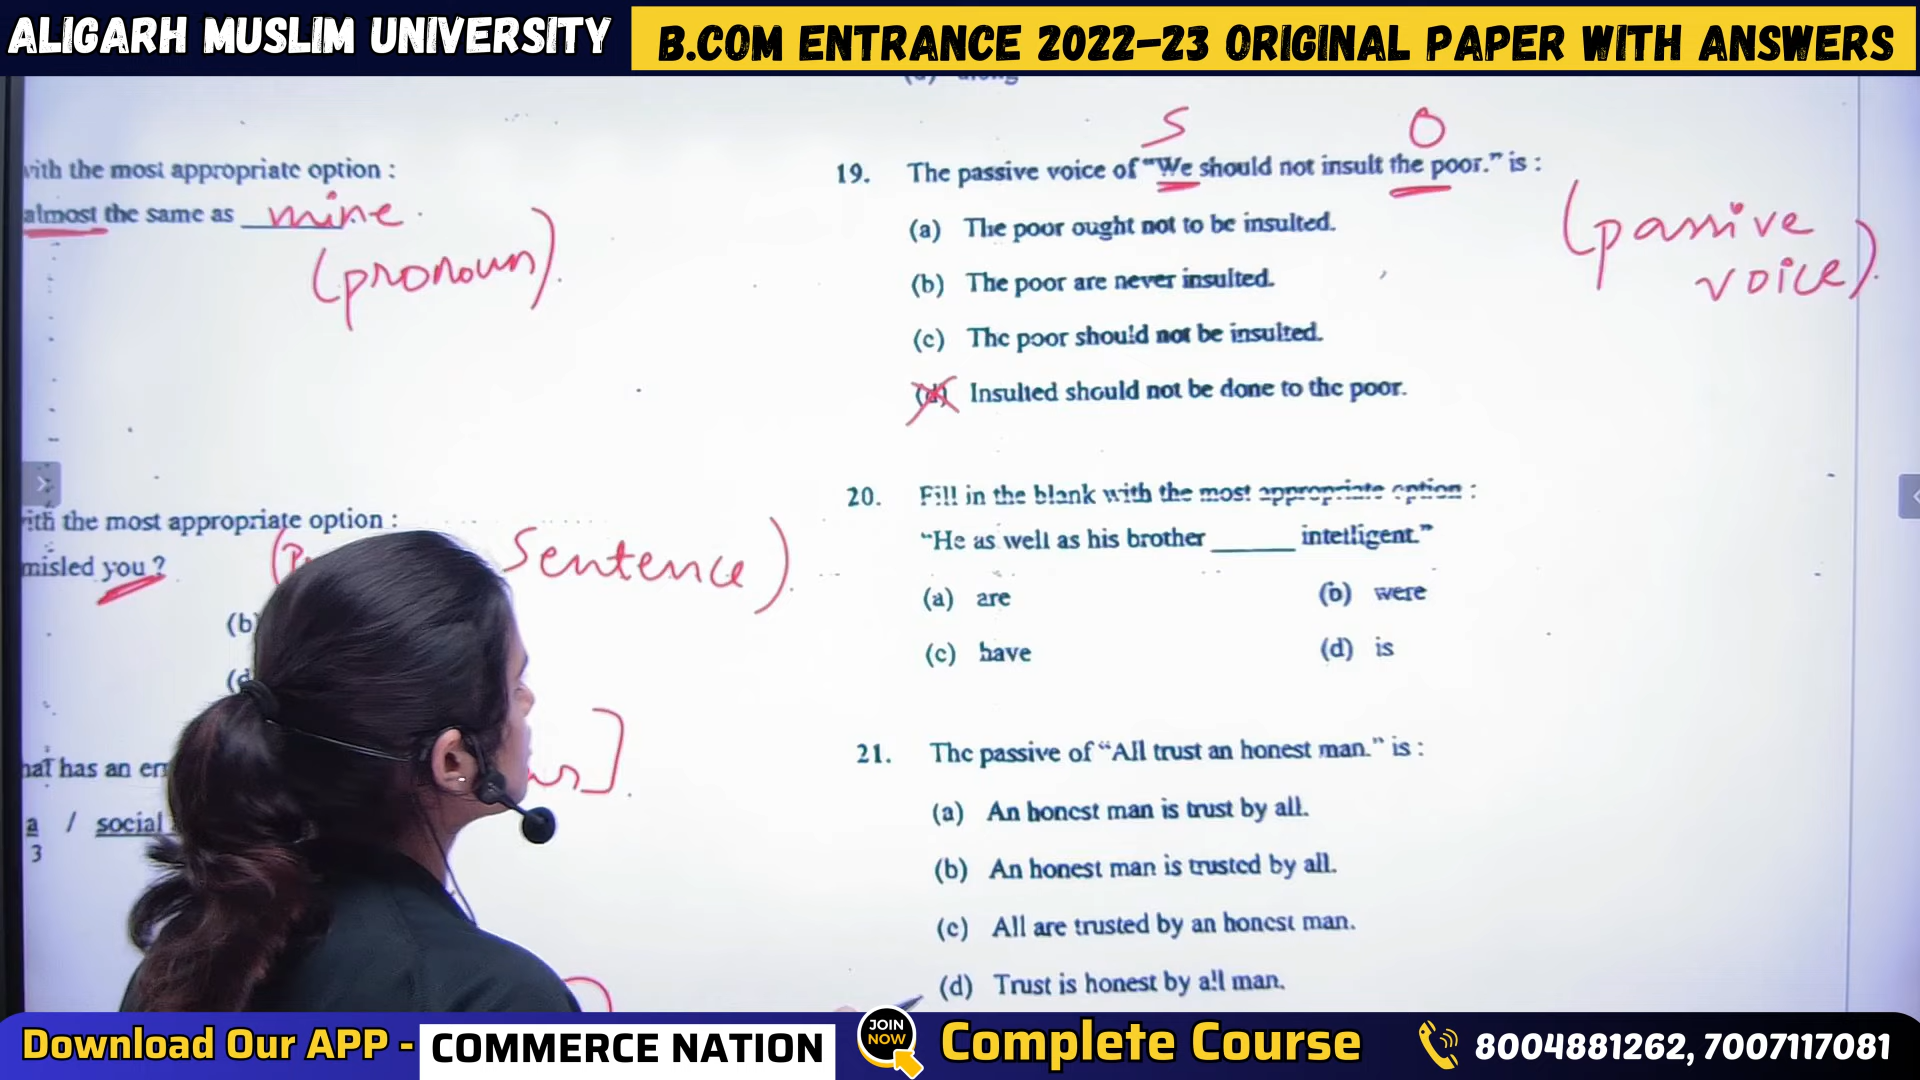 ALIGARH MUSLIM UNIVERSITY
B.COM ENTRANCE 2022-23 ORIGINAL PAPER WITH ANSWERS
with the most appropriate option :
almost the same as mine
(pronoun).
with the most appropriate option :
misled you ?
Sentence).
(b)
has an
a / social
3
S O
19. The passive voice of "We should not insult the poor." is :
(passive voice).
(a) The poor ought not to be insulted.
(b) The poor are never insulted.
(c) The poor should not be insulted.
(d) Insulted should not be done to the poor.
20. Fill in the blank with the most appropriate option :
"He as well as his brother ______ intelligent."
(a) are (b) were
(c) have (d) is
21. The passive of "All trust an honest man." is :
(a) An honest man is trust by all.
(b) An honest man is trusted by all.
(c) All are trusted by an honest man.
(d) Trust is honest by all man.
Download Our APP - COMMERCE NATION
JOIN NOW
Complete Course
8004881262, 7007117081